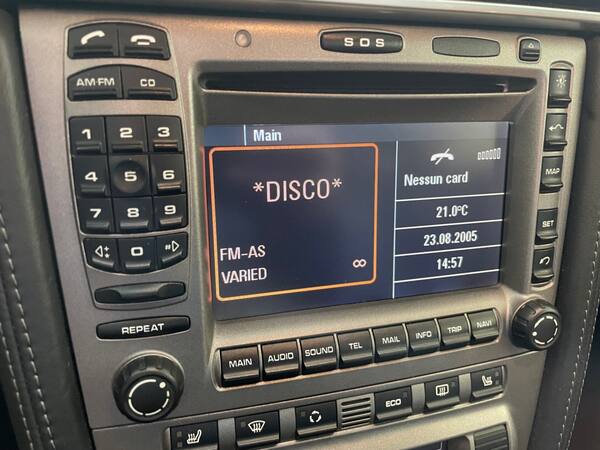 SOS
AM·FM CD
1 2 3
4 5 6
7 8 9
0
MAP
SET
Main
*DISCO*
FM-AS
VARIED
∞
Nessun card
21.0°C
23.08.2005
14:57
REPEAT
MAIN AUDIO SOUND TEL MAIL INFO TRIP NAVI
ECO